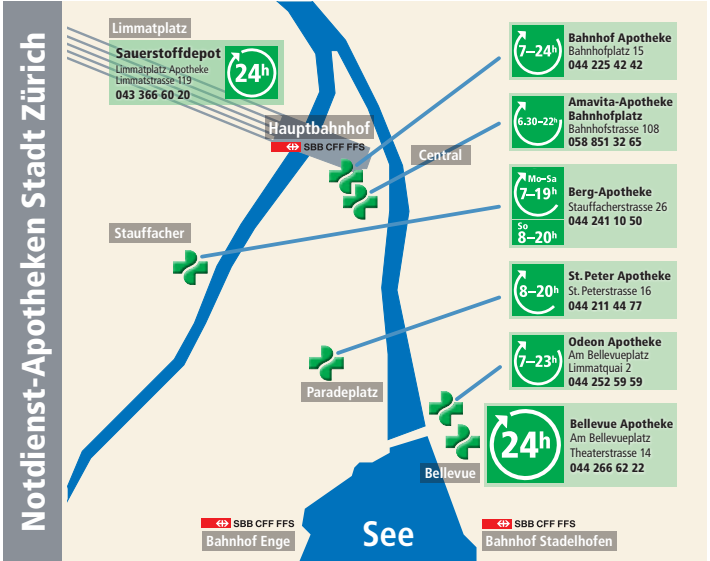 Notdienst-Apotheken Stadt Zürich
Limmatplatz
Sauerstoffdepot
Limmatplatz Apotheke
Limmatstrasse 119
043 366 60 20
24h
Hauptbahnhof
SBB CFF FFS
Central
Stauffacher
Paradeplatz
Bellevue
SBB CFF FFS
Bahnhof Enge
See
SBB CFF FFS
Bahnhof Stadelhofen
7–24h
Bahnhof Apotheke
Bahnhofplatz 15
044 225 42 42
6.30–22h
Amavita-Apotheke
Bahnhofplatz
Bahnhofstrasse 108
058 851 32 65
Mo–Sa
7–19h
So
8–20h
Berg-Apotheke
Stauffacherstrasse 26
044 241 10 50
8–20h
St. Peter Apotheke
St. Peterstrasse 16
044 211 44 77
7–23h
Odeon Apotheke
Am Bellevueplatz
Limmatquai 2
044 252 59 59
24h
Bellevue Apotheke
Am Bellevueplatz
Theaterstrasse 14
044 266 62 22